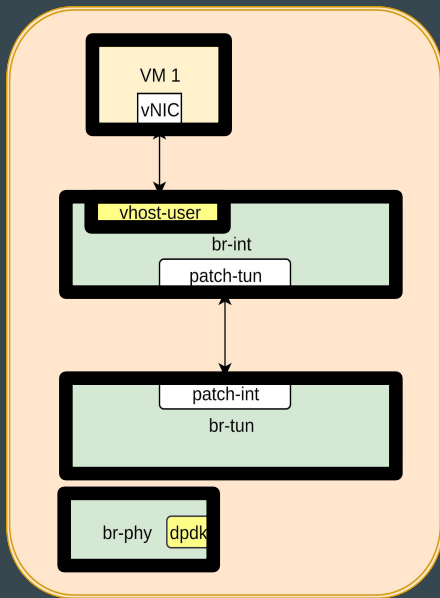 VM 1
vNIC
vhost-user
br-int
patch-tun
patch-int
br-tun
br-phy
dpdk